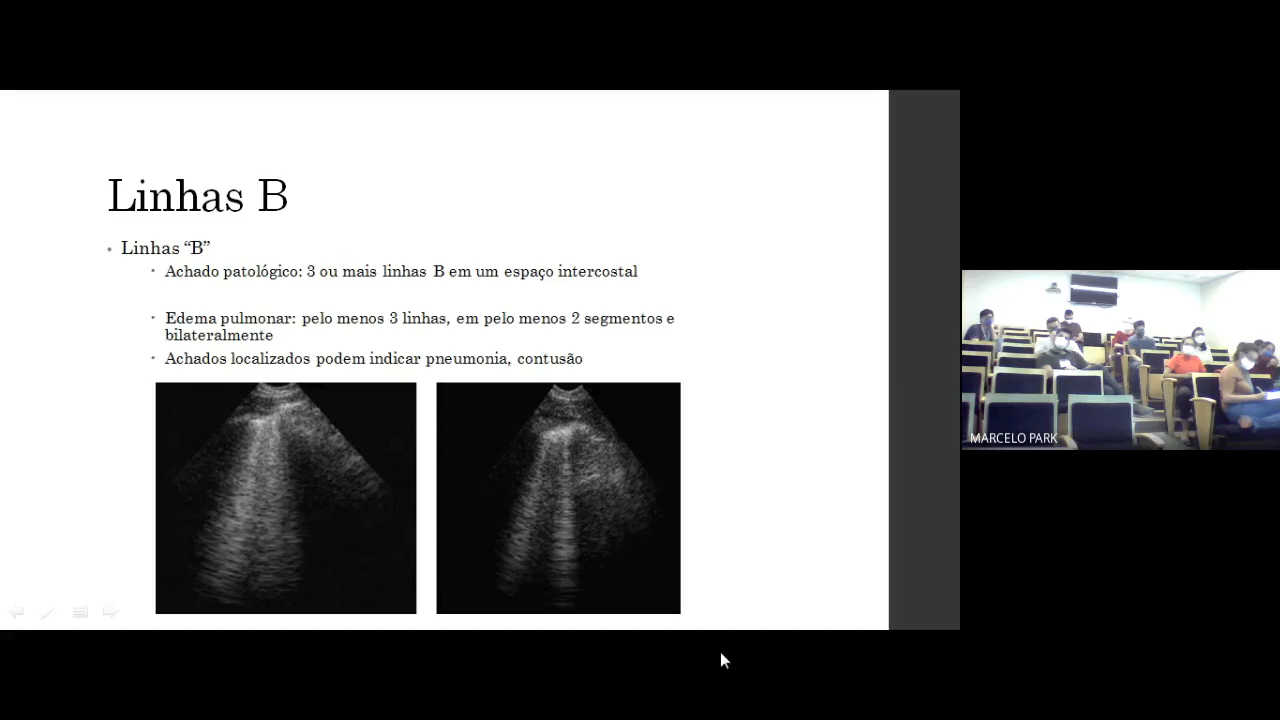 Linhas B
• Linhas “B”
• Achado patológico: 3 ou mais linhas B em um espaço intercostal
• Edema pulmonar: pelo menos 3 linhas, em pelo menos 2 segmentos e
bilateralmente
• Achados localizados podem indicar pneumonia, contusão
MARCELO PARK